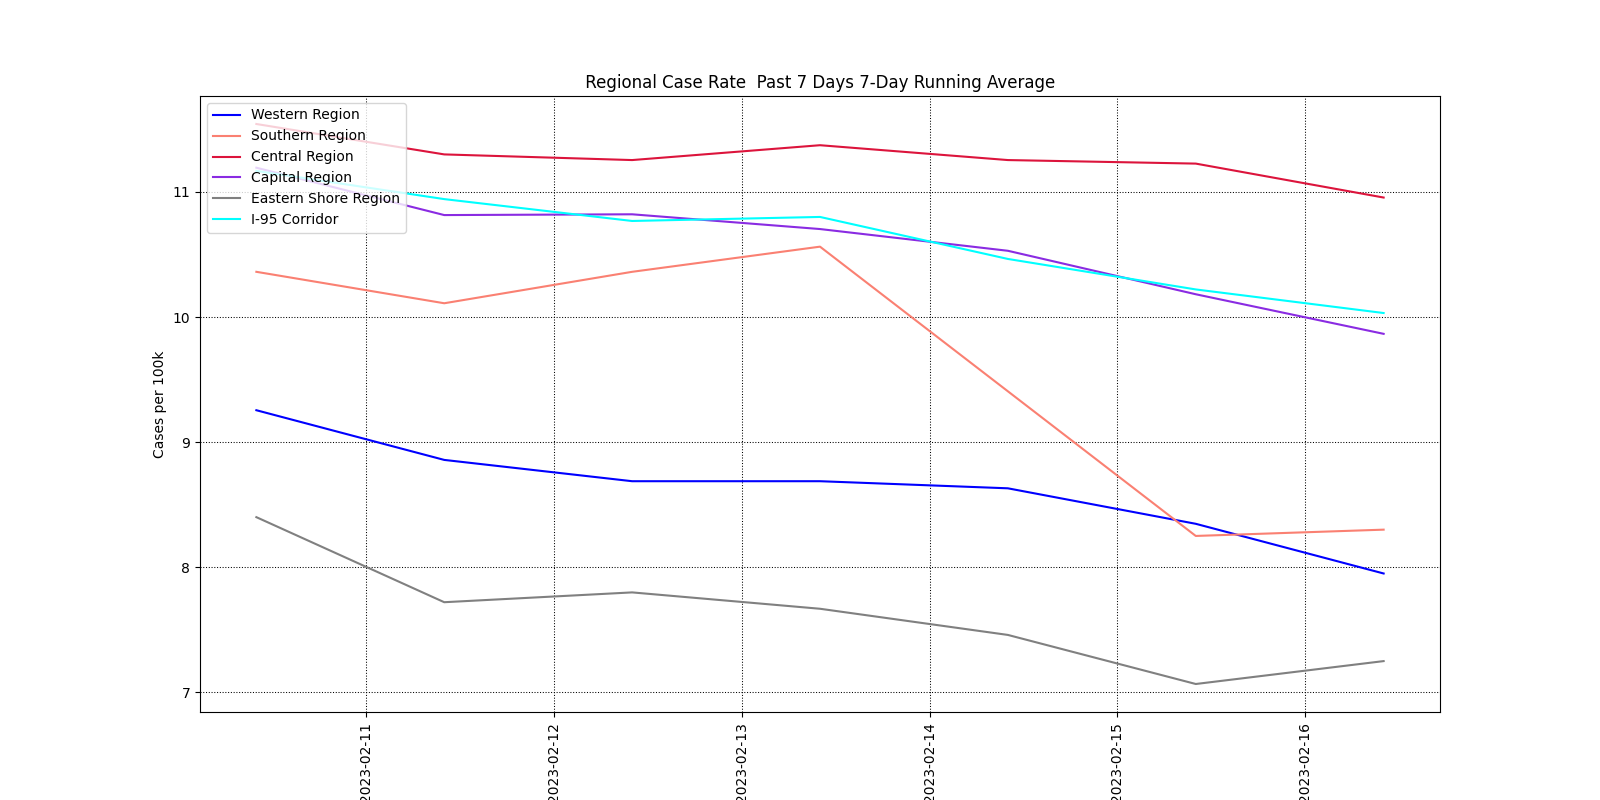 Regional Case Rate  Past 7 Days 7-Day Running Average
Western Region
Southern Region
Central Region
Capital Region
Eastern Shore Region
I-95 Corridor
Cases per 100k
11
10
9
8
7
2023-02-11
2023-02-12
2023-02-13
2023-02-14
2023-02-15
2023-02-16